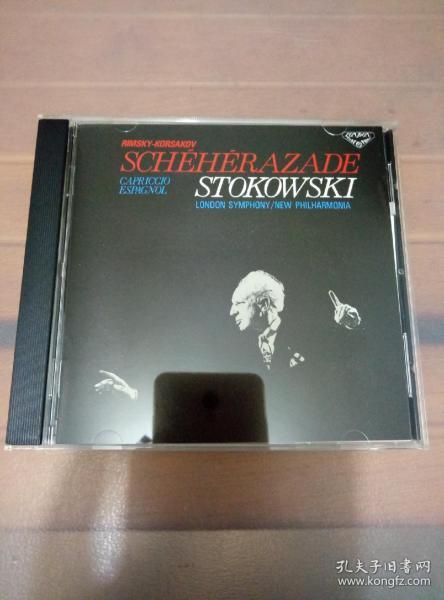 RIMSKY-KORSAKOV
SCHÉHÉRAZADE
CAPRICCIO
ESPAGNOL
STOKOWSKI
LONDON SYMPHONY/NEW PHILHARMONIA
孔夫子旧书网
www.kongfz.com